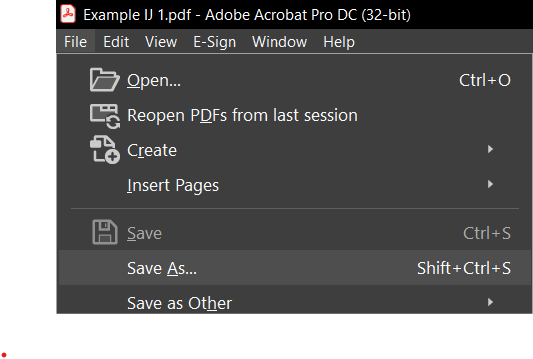 Example IJ 1.pdf - Adobe Acrobat Pro DC (32-bit)
File Edit View E-Sign Window Help
Open... Ctrl+O
Reopen PDFs from last session
Create
Insert Pages
Save Ctrl+S
Save As... Shift+Ctrl+S
Save as Other